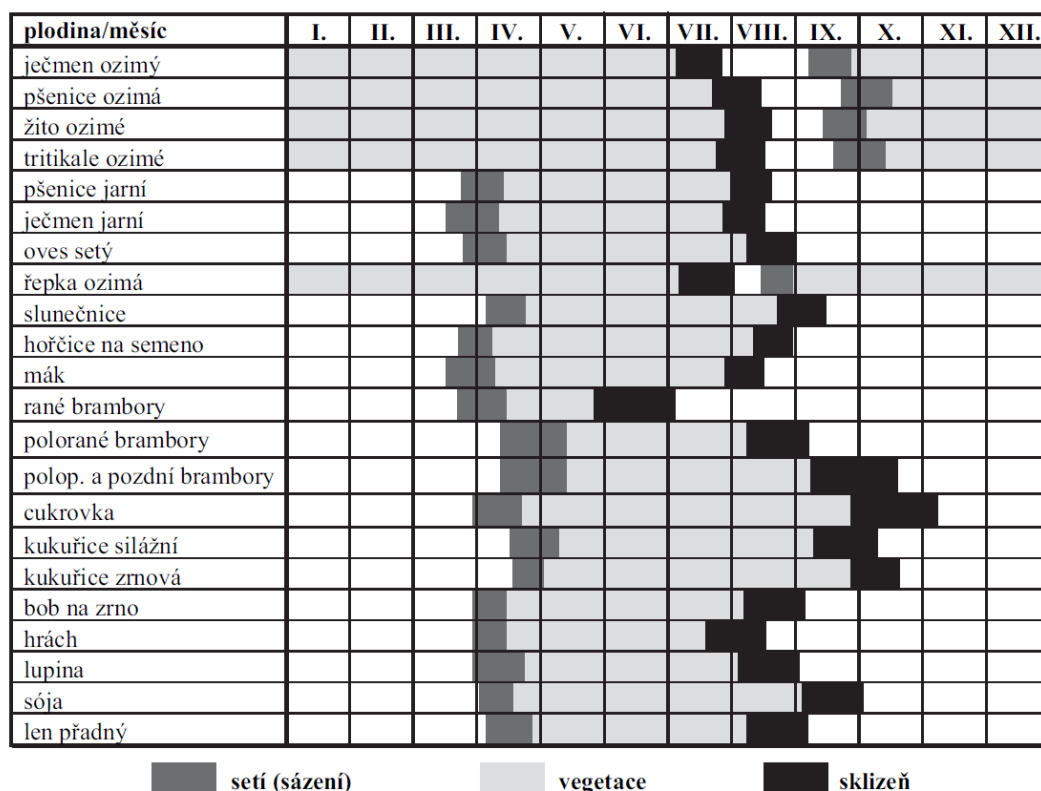 plodina/měsíc I. II. III. IV. V. VI. VII. VIII. IX. X. XI. XII.
ječmen ozimý
pšenice ozimá
žito ozimé
tritikale ozimé
pšenice jarní
ječmen jarní
oves setý
řepka ozimá
slunečnice
hořčice na semeno
mák
rané brambory
polorané brambory
polop. a pozdní brambory
cukrovka
kukuřice silážní
kukuřice zrnová
bob na zrno
hrách
lupina
sója
len přadný
setí (sázení) vegetace sklizeň